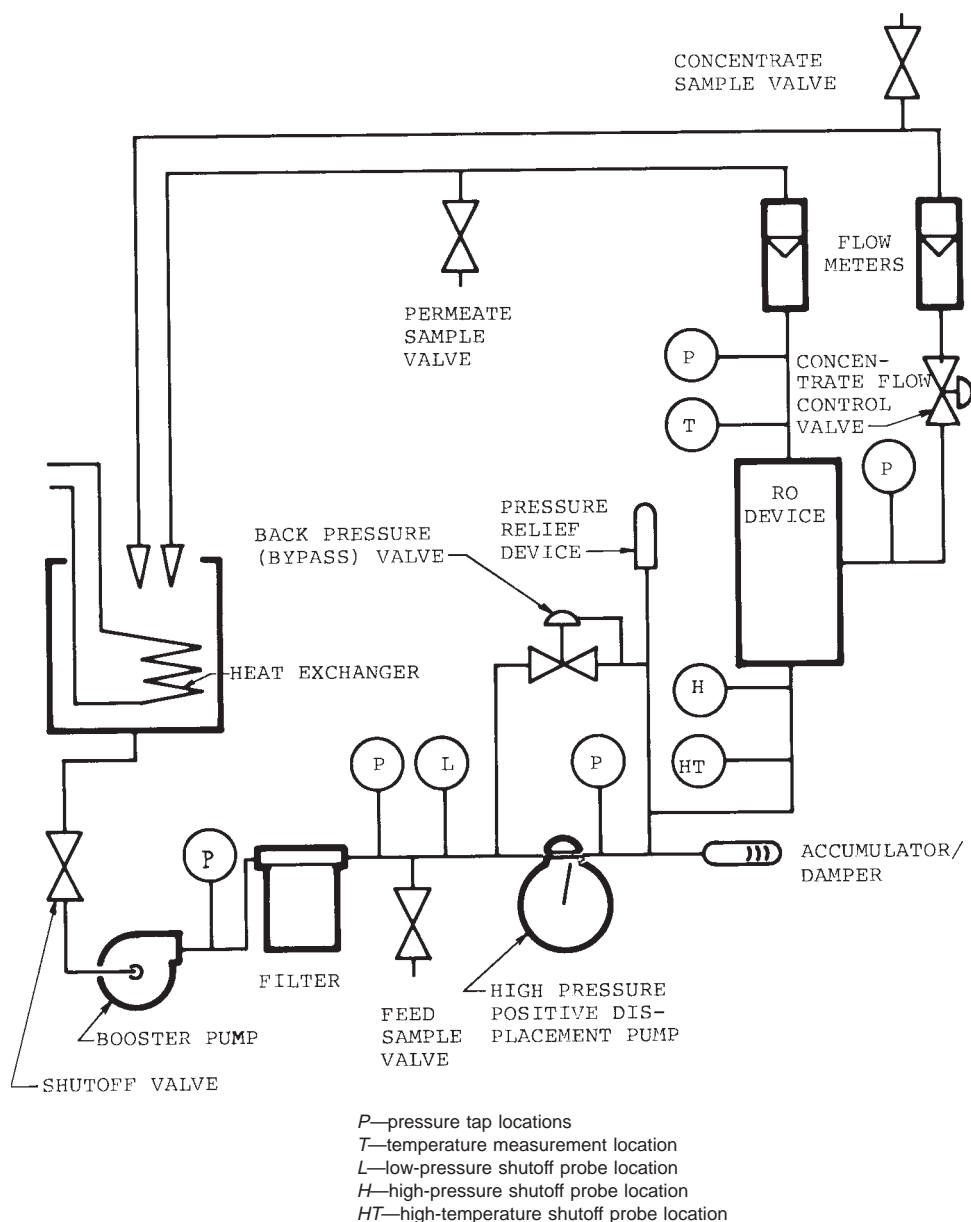 CONCENTRATE
SAMPLE VALVE
FLOW
METERS
PERMEATE
SAMPLE
VALVE
P
T
CONCEN-
TRATE FLOW
CONTROL
VALVE
P
RO
DEVICE
PRESSURE
RELIEF
DEVICE
BACK PRESSURE
(BYPASS) VALVE
HEAT EXCHANGER
H
HT
P
L
P
P
ACCUMULATOR/
DAMPER
FILTER
FEED
SAMPLE
VALVE
HIGH PRESSURE
POSITIVE DIS-
PLACEMENT PUMP
BOOSTER PUMP
SHUTOFF VALVE
P—pressure tap locations
T—temperature measurement location
L—low-pressure shutoff probe location
H—high-pressure shutoff probe location
HT—high-temperature shutoff probe location